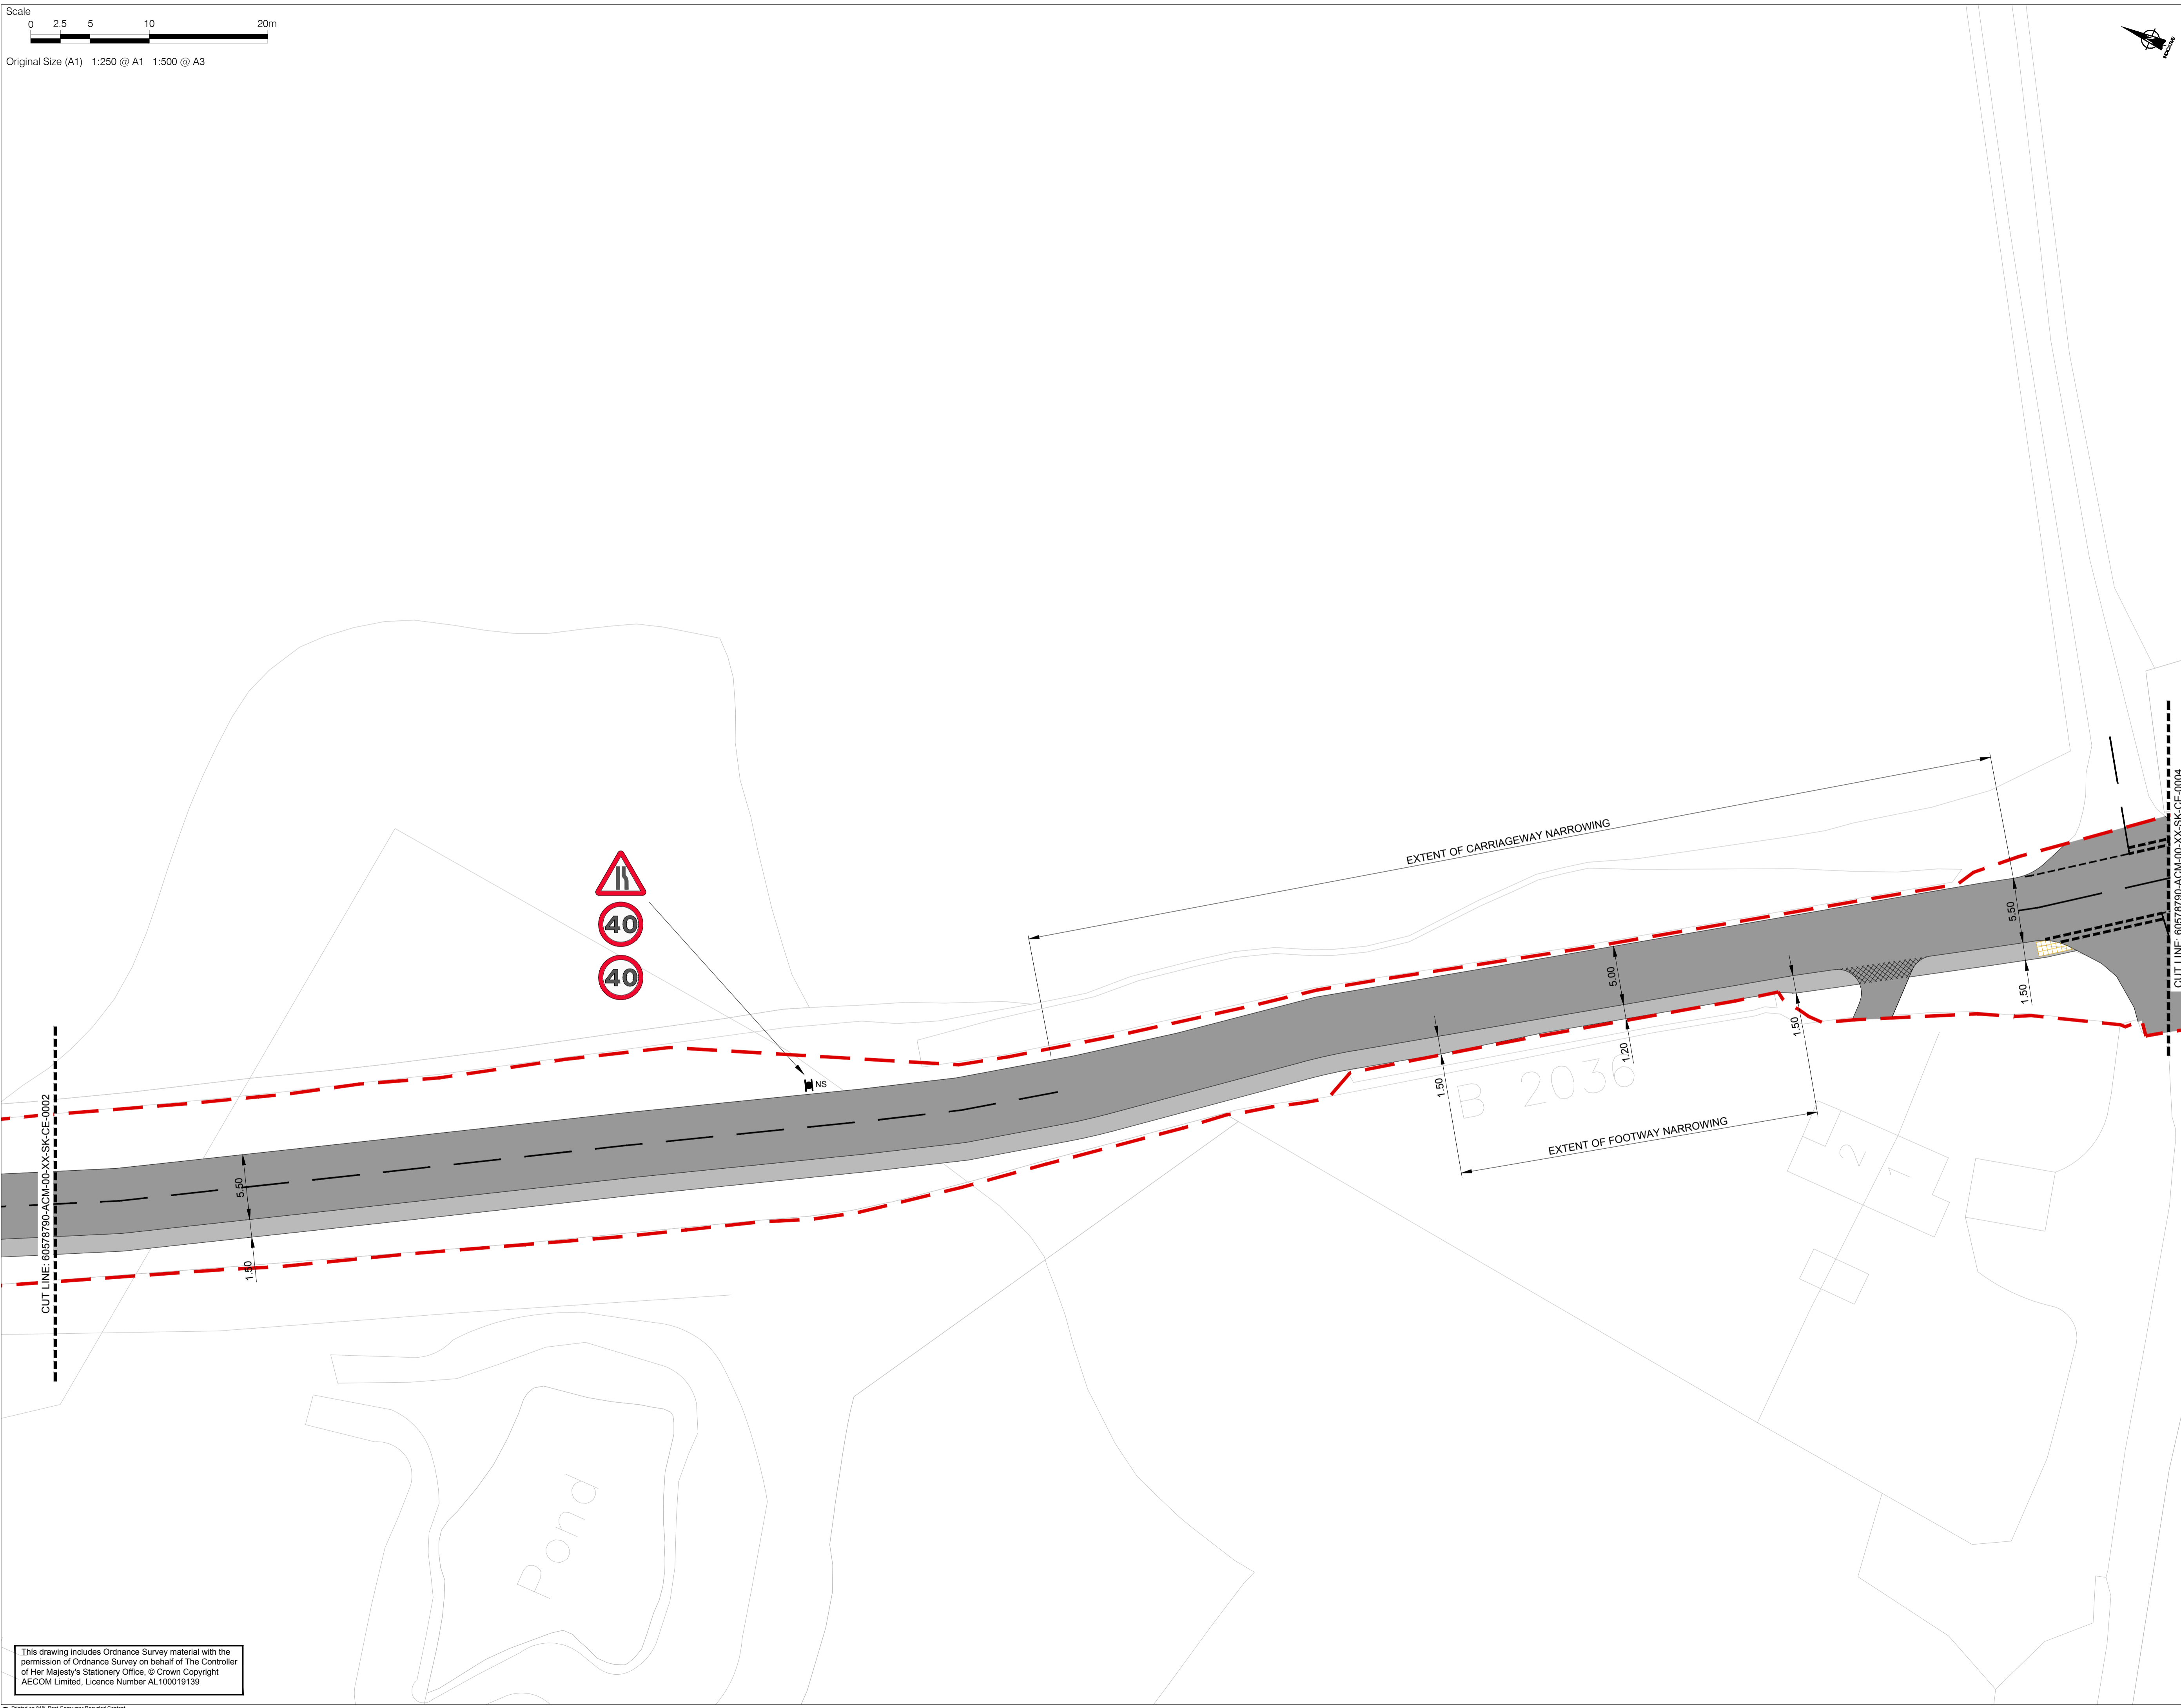 Scale
0 2.5 5 10 20m
Original Size (A1) 1:250 @ A1 1:500 @ A3
EXTENT OF CARRIAGEWAY NARROWING
40
40
NS
CUT LINE: 60578790-ACM-00-XX-SK-CE-0002
5.50
1.50
5.00
1.50
1.20
1.50
5.50
1.50
B 2036
EXTENT OF FOOTWAY NARROWING
2
1
CUT LINE: 60578790-ACM-00-XX-SK-CE-0004
Pond
This drawing includes Ordnance Survey material with the
permission of Ordnance Survey on behalf of The Controller
of Her Majesty's Stationery Office, © Crown Copyright
AECOM Limited, Licence Number AL100019139